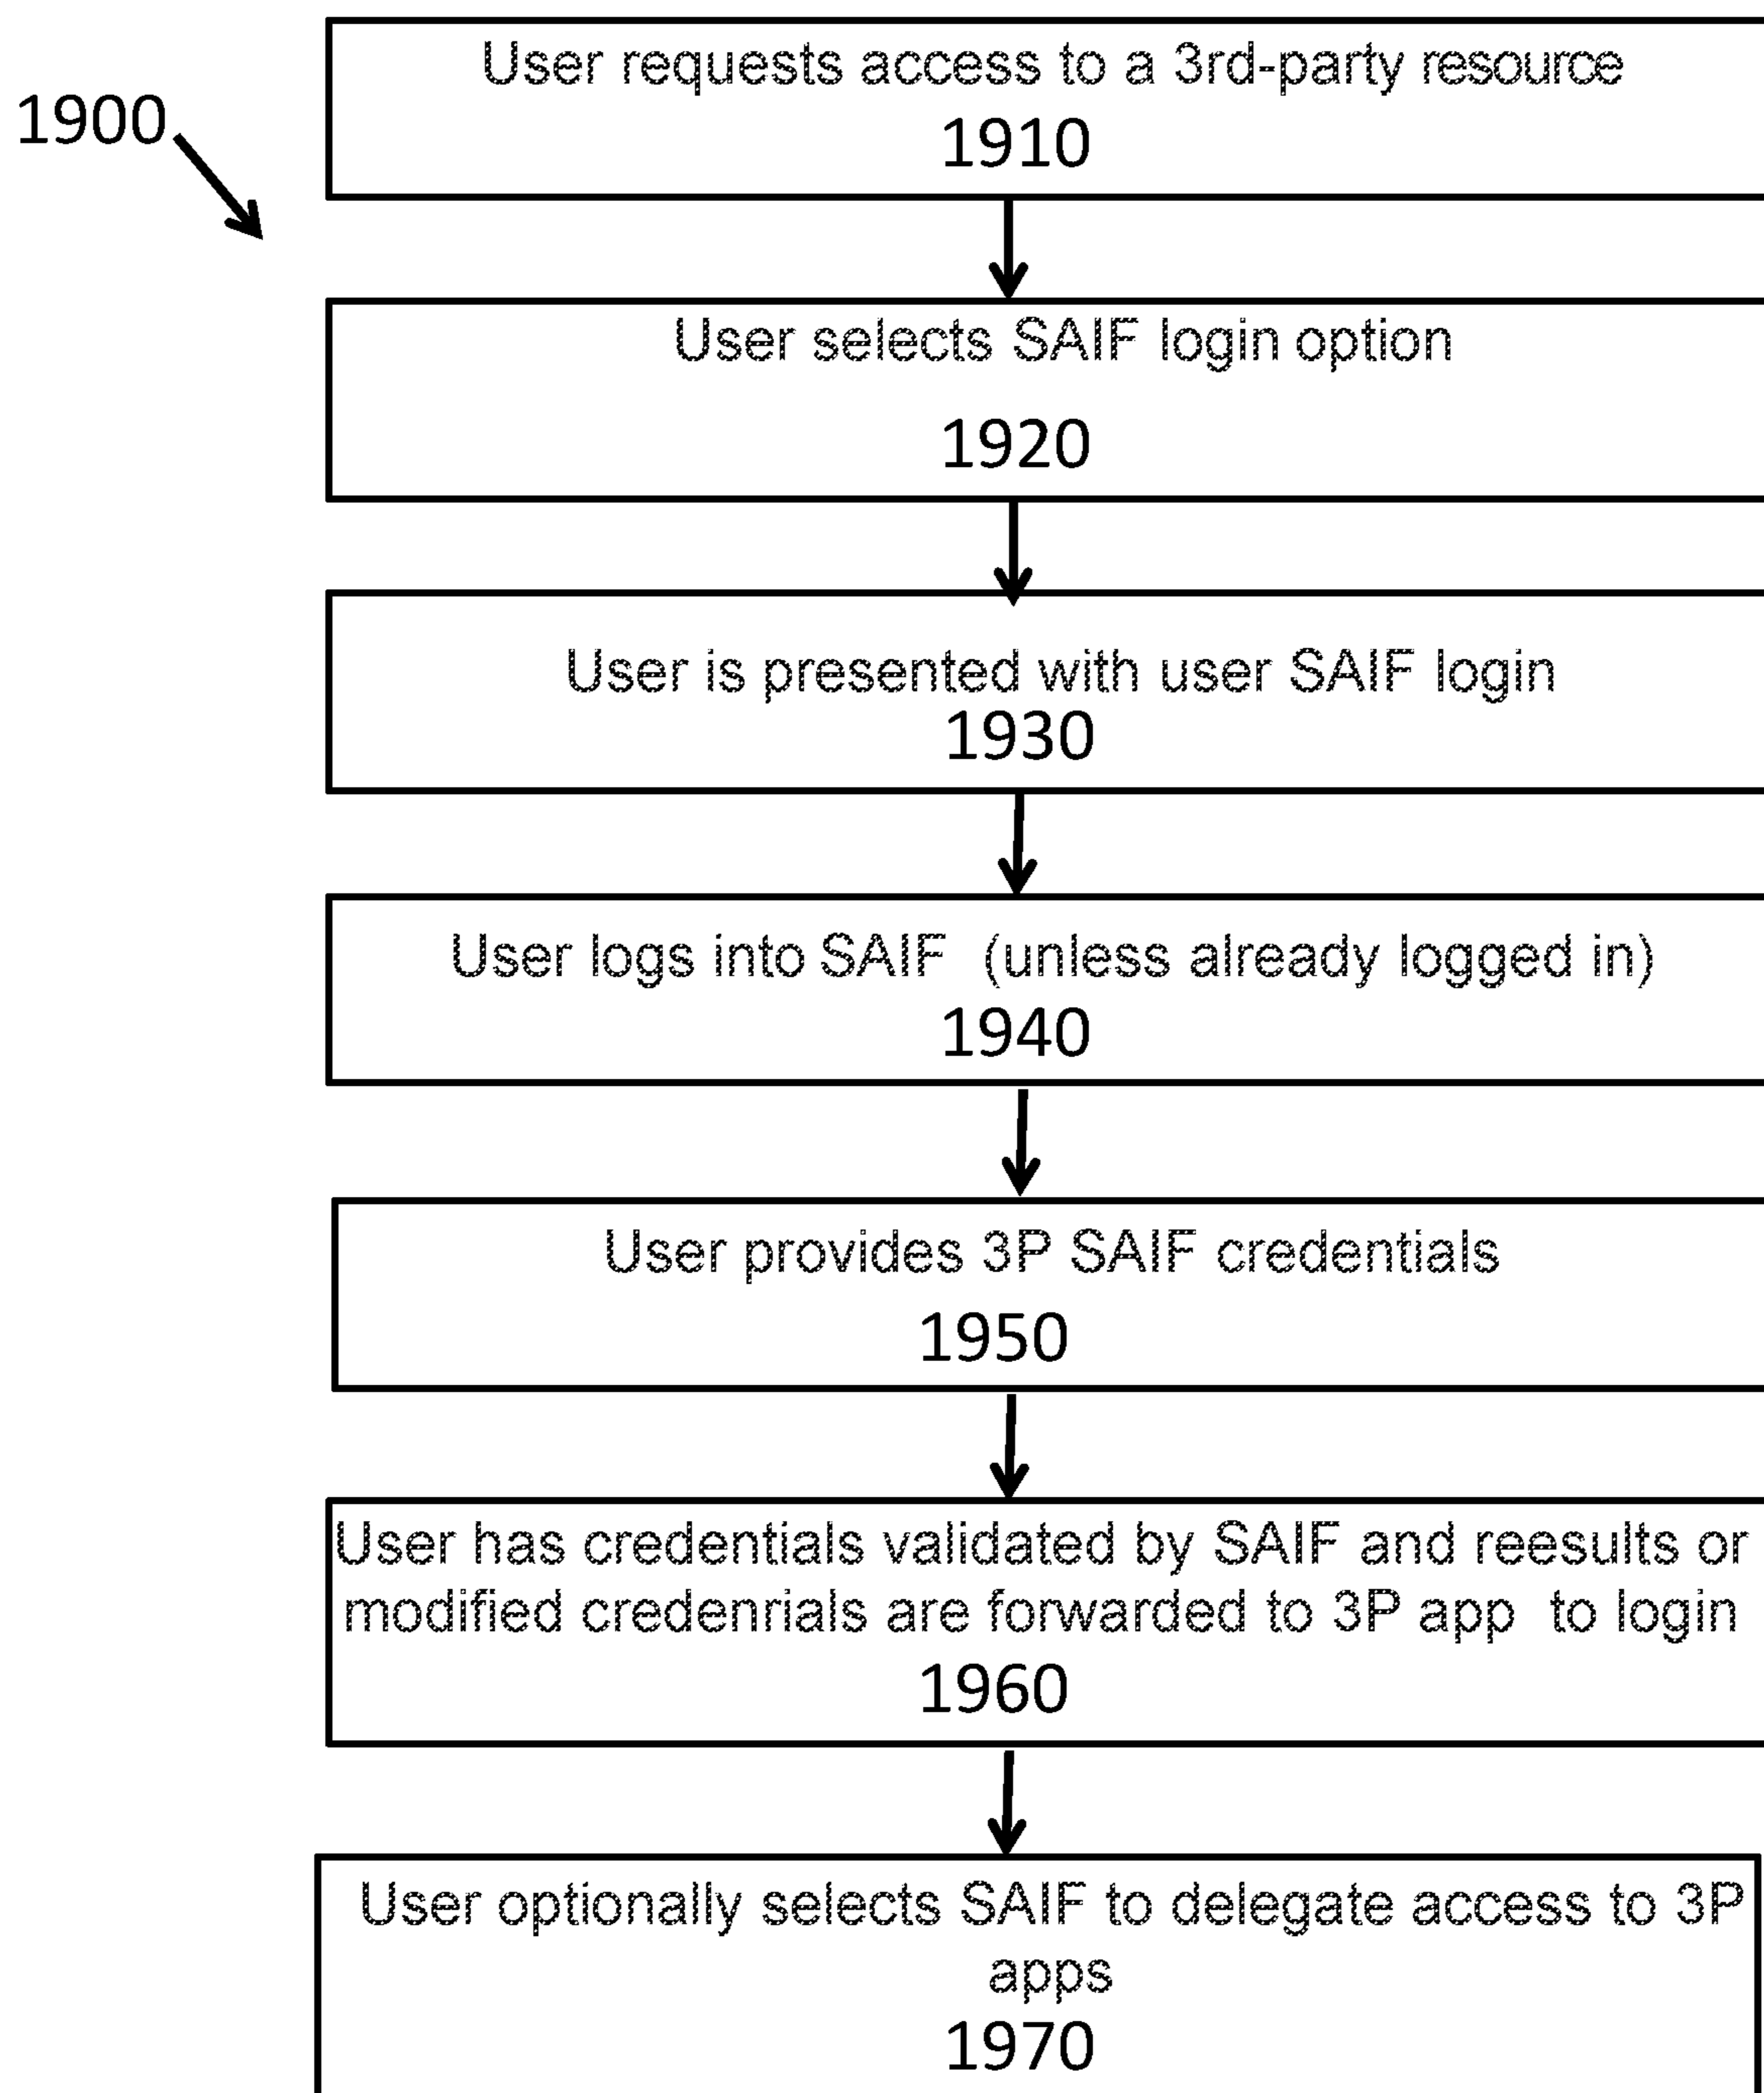 User requests access to a 3rd-party resource
1910
1900
User selects SAIF login option
1920
User is presented with user SAIF login
1930
User logs into SAIF (unless already logged in)
1940
User provides 3P SAIF credentials
1950
User has credentials validated by SAIF and reesults or
modified credenrials are forwarded to 3P app to login
1960
User optionally selects SAIF to delegate access to 3P
apps
1970